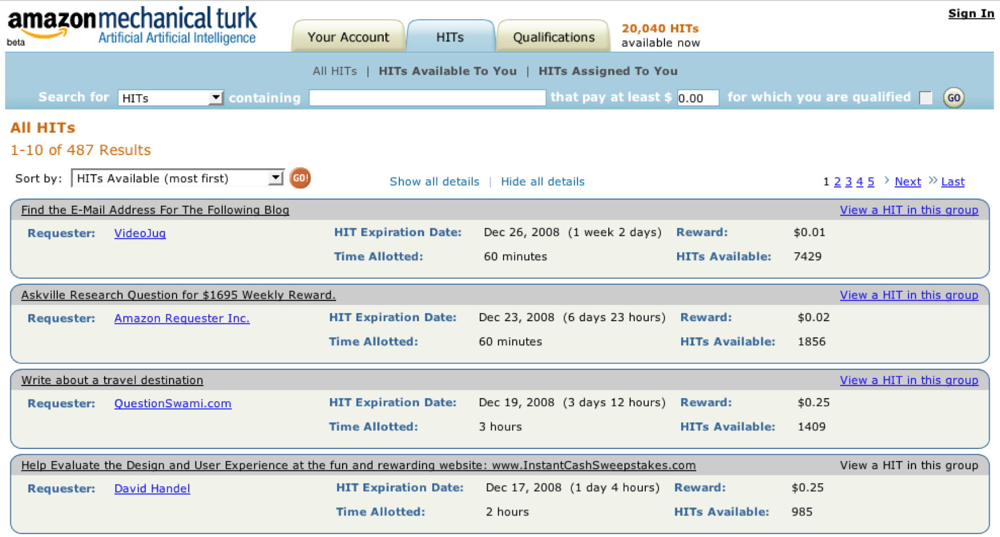 amazon mechanical turk
beta Artificial Artificial Intelligence
Your Account HITs Qualifications
20,040 HITs
available now
Sign In
All HITs | HITs Available To You | HITs Assigned To You
Search for HITs containing that pay at least $ 0.00 for which you are qualified GO
All HITs
1-10 of 487 Results
Sort by: HITs Available (most first) GO! Show all details | Hide all details 1 2 3 4 5 › Next » Last
Find the E-Mail Address For The Following Blog View a HIT in this group
Requester: VideoJug HIT Expiration Date: Dec 26, 2008 (1 week 2 days) Reward: $0.01
Time Allotted: 60 minutes HITs Available: 7429
Askville Research Question for $1695 Weekly Reward. View a HIT in this group
Requester: Amazon Requester Inc. HIT Expiration Date: Dec 23, 2008 (6 days 23 hours) Reward: $0.02
Time Allotted: 60 minutes HITs Available: 1856
Write about a travel destination View a HIT in this group
Requester: QuestionSwami.com HIT Expiration Date: Dec 19, 2008 (3 days 12 hours) Reward: $0.25
Time Allotted: 3 hours HITs Available: 1409
Help Evaluate the Design and User Experience at the fun and rewarding website: www.InstantCashSweepstakes.com View a HIT in this group
Requester: David Handel HIT Expiration Date: Dec 17, 2008 (1 day 4 hours) Reward: $0.25
Time Allotted: 2 hours HITs Available: 985